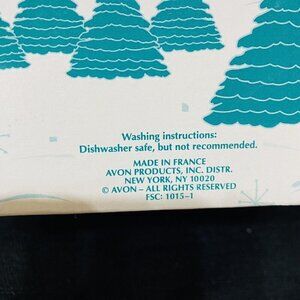 Washing instructions:
Dishwasher safe, but not recommended.
MADE IN FRANCE
AVON PRODUCTS, INC. DISTR.
NEW YORK, NY 10020
© AVON – ALL RIGHTS RESERVED
FSC: 1015–1